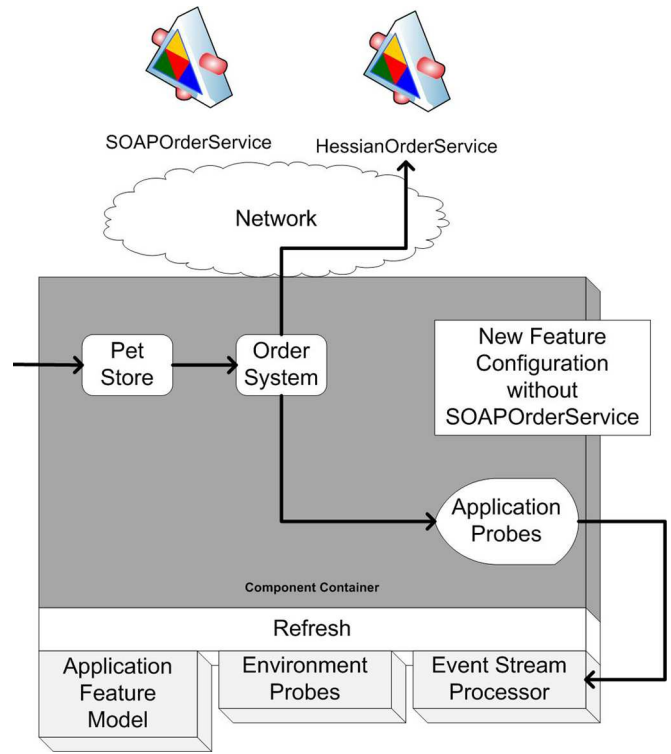 SOAPOrderService
HessianOrderService
Network
Pet
Store
Order
System
New Feature
Configuration
without
SOAPOrderService
Application
Probes
Component Container
Refresh
Application
Feature
Model
Environment
Probes
Event Stream
Processor